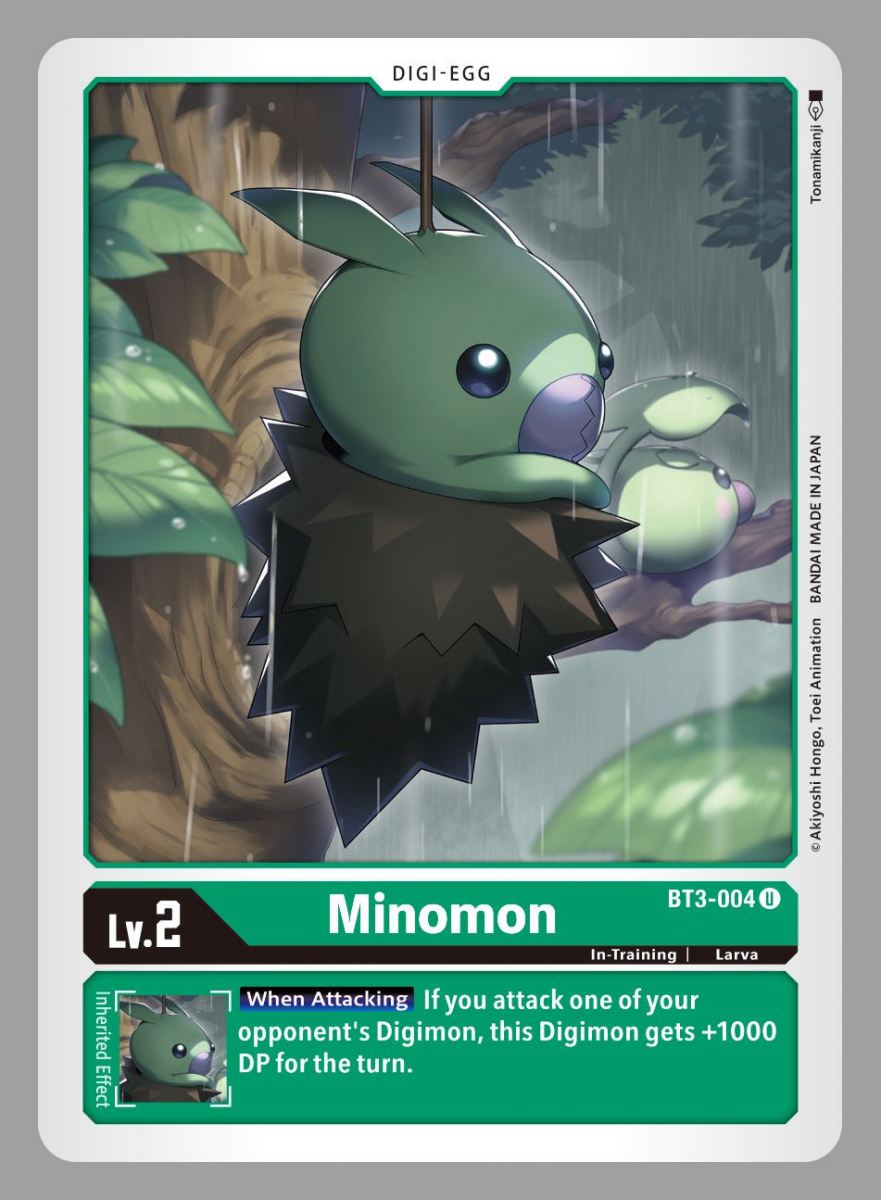 DIGI-EGG
Tonamikanji
© Akiyoshi Hongo, Toei Animation BANDAI MADE IN JAPAN
BT3-004 U
Lv.2
Minomon
In-Training | Larva
Inherited Effect
When Attacking If you attack one of your
opponent's Digimon, this Digimon gets +1000
DP for the turn.